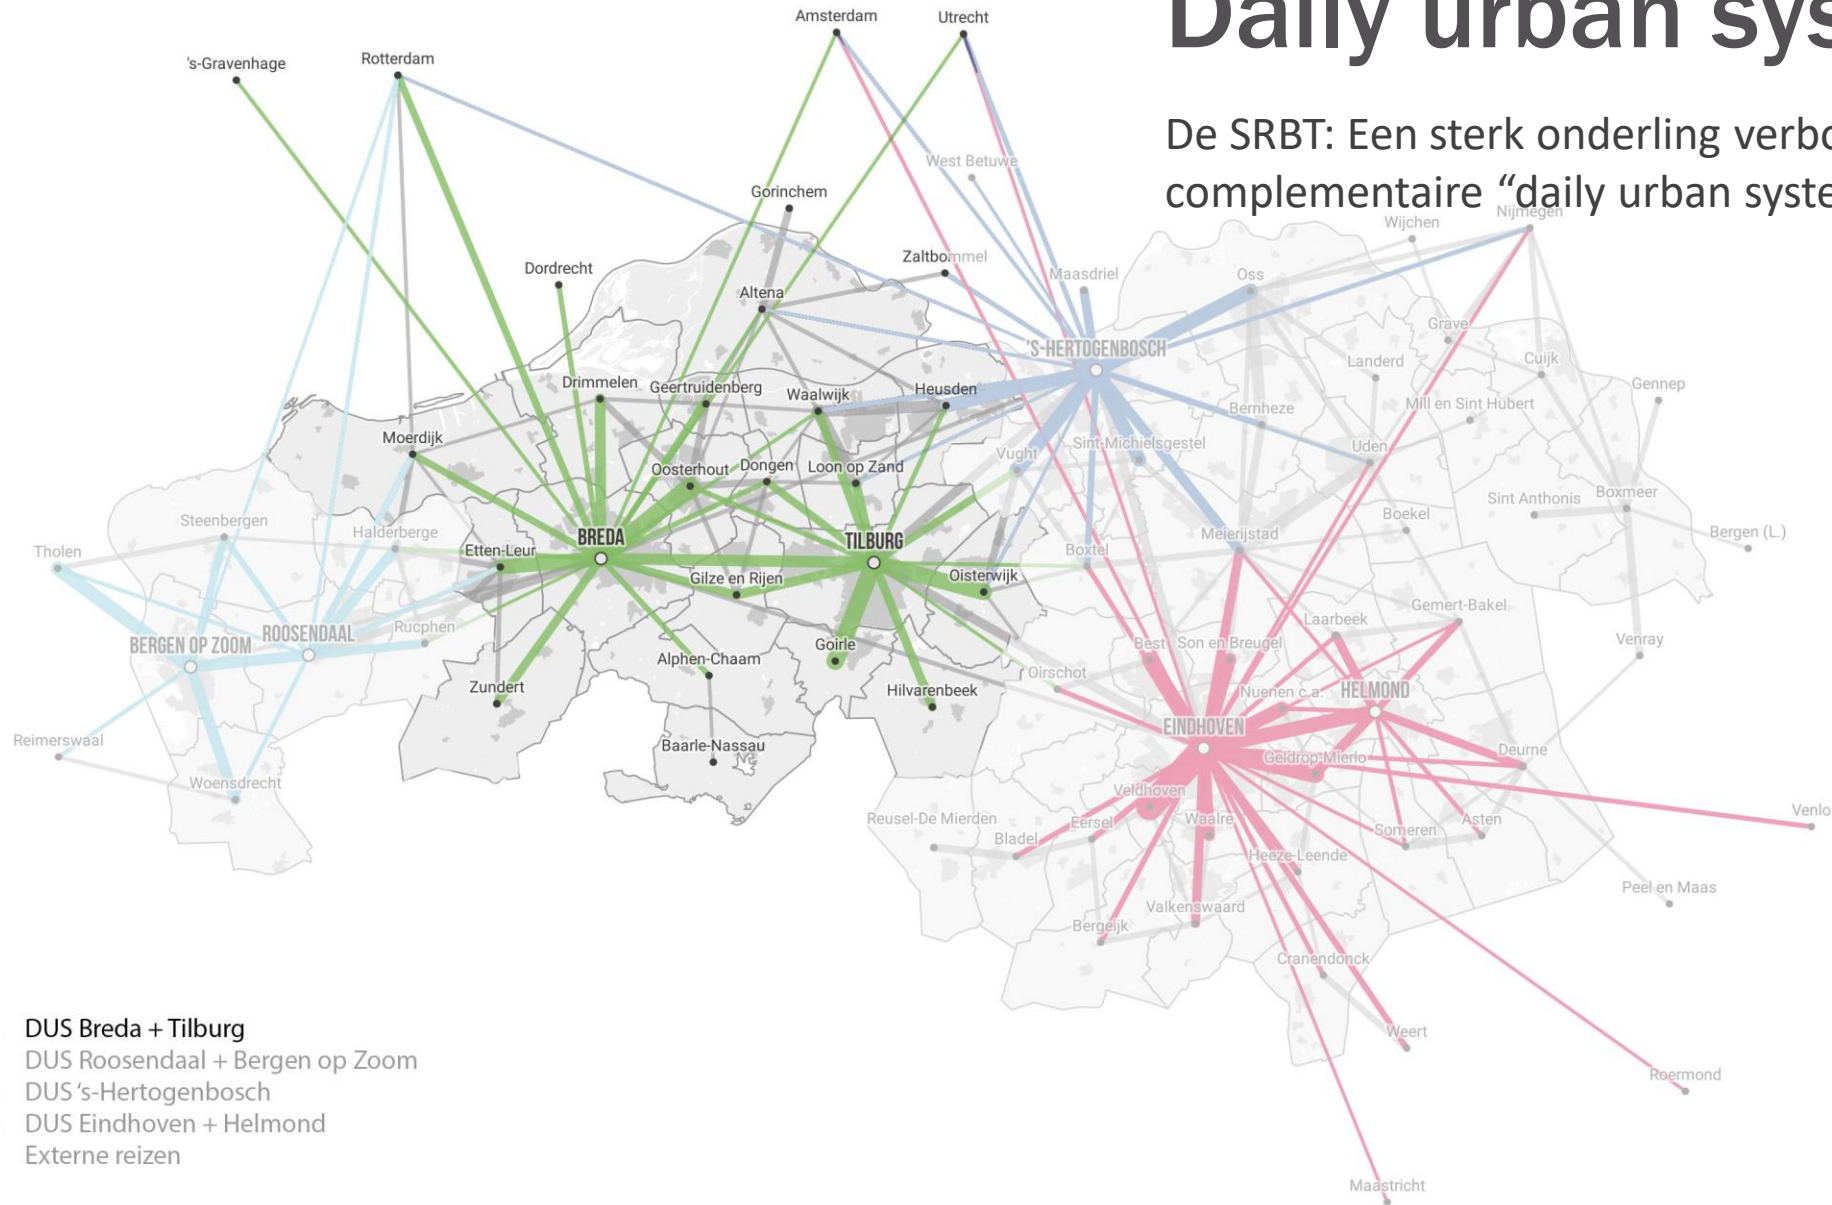 Daily urban sys
De SRBT: Een sterk onderling verbo
complementaire “daily urban syste
Amsterdam
Utrecht
's-Gravenhage
Rotterdam
West Betuwe
Gorinchem
Nijmegen
Wijchen
Zaltbommel
Dordrecht
Maasdriel
Oss
Altena
Grave
'S-HERTOGENBOSCH
Landerd
Cuijk
Drimmelen
Geertruidenberg
Waalwijk
Heusden
Gennep
Bernheze
Mill en Sint Hubert
Moerdijk
Sint-Michielsgestel
Uden
Vught
Oosterhout
Dongen
Loon op Zand
Sint Anthonis
Boxmeer
Steenbergen
Halderberge
Boekel
Bergen (L.)
Meierijstad
BREDA
TILBURG
Tholen
Etten-Leur
Boxtel
Gilze en Rijen
Oisterwijk
Gemert-Bakel
Laarbeek
Rucphen
ROOSENDAAL
BERGEN OP ZOOM
Goirle
Best
Son en Breugel
Venray
Alphen-Chaam
Oirschot
Zundert
Hilvarenbeek
Nuenen c.a.
HELMOND
EINDHOVEN
Reimerswaal
Baarle-Nassau
Geldrop-Mierlo
Deurne
Woensdrecht
Veldhoven
Venlo
Reusel-De Mierden
Eersel
Waalre
Asten
Someren
Bladel
Heeze-Leende
Peel en Maas
Valkenswaard
Bergeijk
Cranendonck
DUS Breda + Tilburg
DUS Roosendaal + Bergen op Zoom
DUS ‘s-Hertogenbosch
DUS Eindhoven + Helmond
Externe reizen
Weert
Roermond
Maastricht